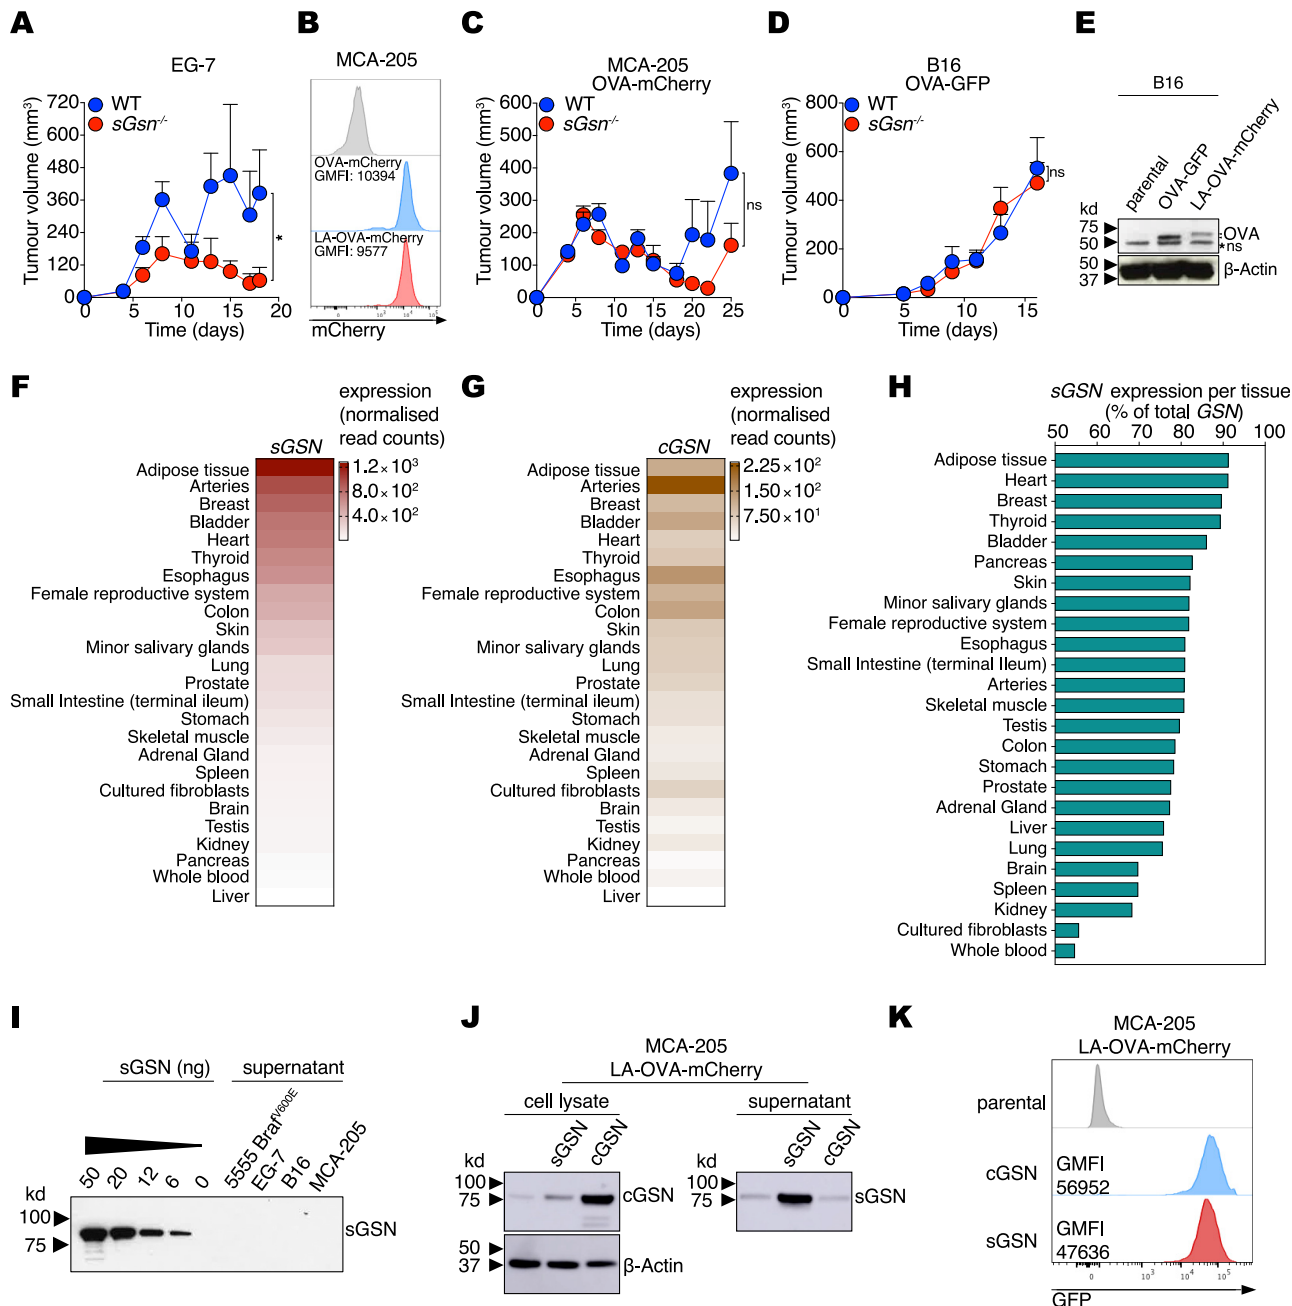 A
EG-7
Tumour volume (mm³)
720
600
480
360
240
120
0
WT
sGsn-/-
*
0 5 10 15 20
Time (days)
B
MCA-205
OVA-mCherry
GMFI: 10394
LA-OVA-mCherry
GMFI: 9577
0 10³ 10⁴ 10⁵
mCherry
C
MCA-205
OVA-mCherry
Tumour volume (mm³)
600
500
400
300
200
100
0
WT
sGsn-/-
ns
0 5 10 15 20 25
Time (days)
D
B16
OVA-GFP
Tumour volume (mm³)
800
600
400
200
0
WT
sGsn-/-
ns
0 5 10 15
Time (days)
E
B16
parental
OVA-GFP
LA-OVA-mCherry
kd
75
50
OVA
*ns
50
37
β-Actin
F
expression
(normalised
read counts)
sGSN
1.2×10³
8.0×10²
4.0×10²
Adipose tissue
Arteries
Breast
Bladder
Heart
Thyroid
Esophagus
Female reproductive system
Colon
Skin
Minor salivary glands
Lung
Prostate
Small Intestine (terminal ileum)
Stomach
Skeletal muscle
Adrenal Gland
Spleen
Cultured fibroblasts
Brain
Testis
Kidney
Pancreas
Whole blood
Liver
G
expression
(normalised
read counts)
cGSN
2.25×10²
1.50×10²
7.50×10¹
Adipose tissue
Arteries
Breast
Bladder
Heart
Thyroid
Esophagus
Female reproductive system
Colon
Skin
Minor salivary glands
Lung
Prostate
Small Intestine (terminal ileum)
Stomach
Skeletal muscle
Adrenal Gland
Spleen
Cultured fibroblasts
Brain
Testis
Kidney
Pancreas
Whole blood
Liver
H
sGSN expression per tissue
(% of total GSN)
50 60 70 80 90 100
Adipose tissue
Heart
Breast
Thyroid
Bladder
Pancreas
Skin
Minor salivary glands
Female reproductive system
Esophagus
Small Intestine (terminal Ileum)
Arteries
Skeletal muscle
Testis
Colon
Stomach
Prostate
Adrenal Gland
Liver
Lung
Brain
Spleen
Kidney
Cultured fibroblasts
Whole blood
I
sGSN (ng)
supernatant
50 20 12 6 0
5555 BrafV600E
EG-7
B16
MCA-205
kd
100
75
sGSN
J
MCA-205
LA-OVA-mCherry
cell lysate
supernatant
sGSN
cGSN
sGSN
cGSN
kd
100
75
cGSN
50
37
β-Actin
kd
100
75
sGSN
K
MCA-205
LA-OVA-mCherry
parental
cGSN
GMFI
56952
sGSN
GMFI
47636
0 10³ 10⁴ 10⁵
GFP